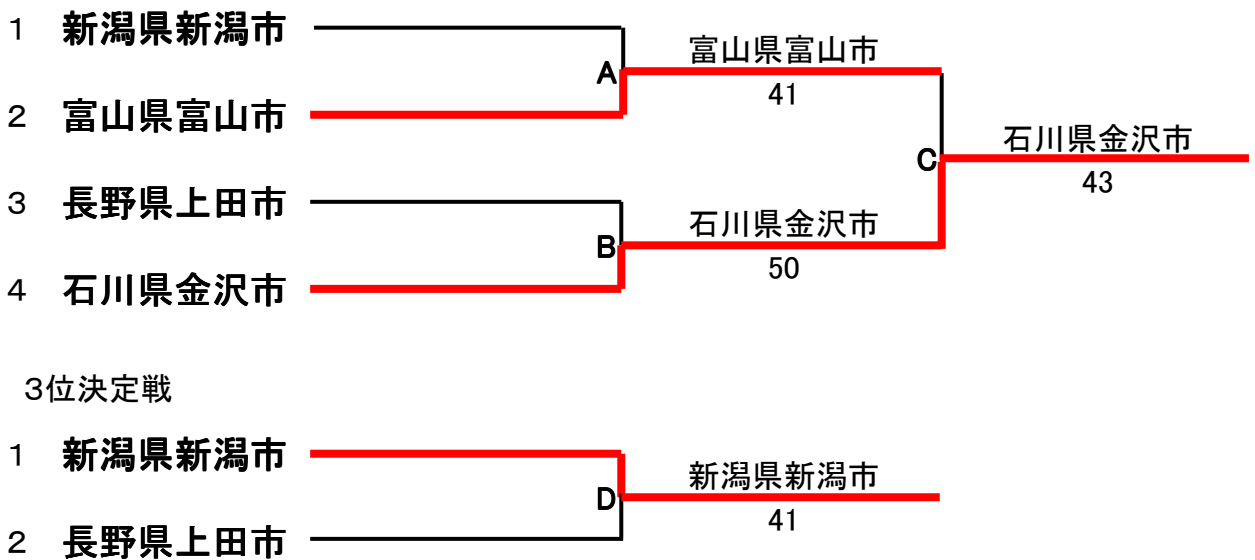 1 新潟県新潟市
富山県富山市
A
41
2 富山県富山市
石川県金沢市
C
43
3 長野県上田市
石川県金沢市
B
50
4 石川県金沢市
3位決定戦
1 新潟県新潟市
新潟県新潟市
D
41
2 長野県上田市